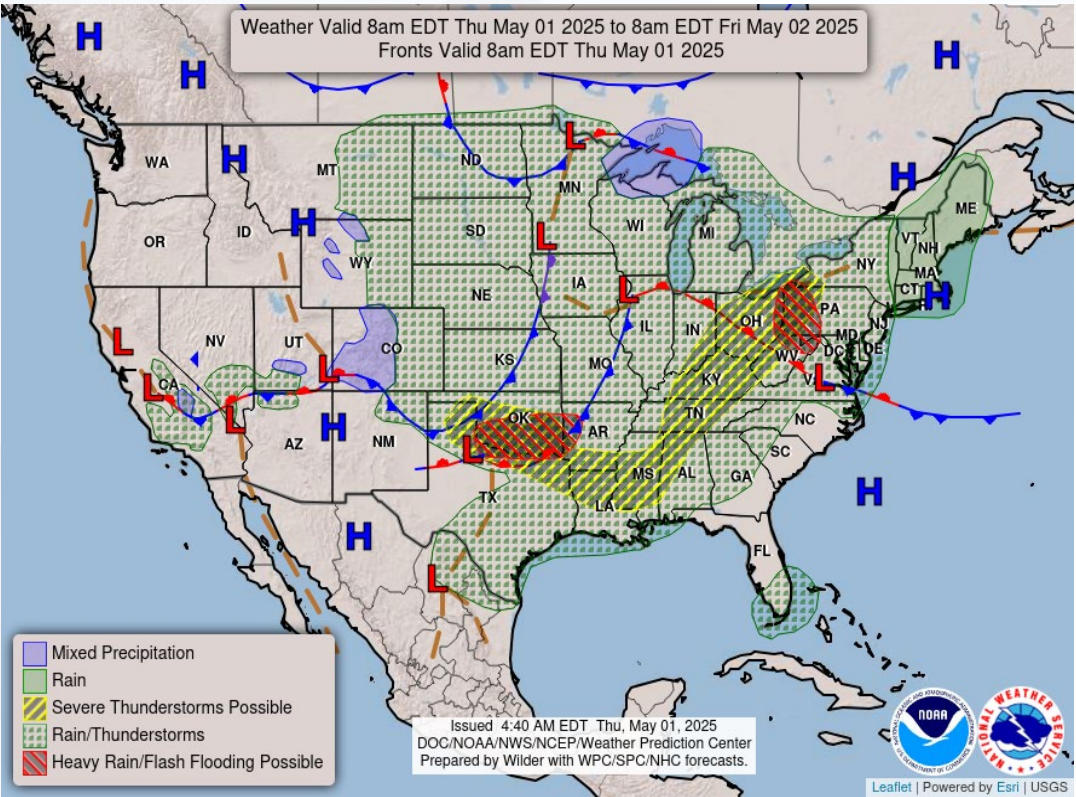 Weather Valid 8am EDT Thu May 01 2025 to 8am EDT Fri May 02 2025
Fronts Valid 8am EDT Thu May 01 2025
H
H
H
L
WA
H
MT
ND
MN
H
ME
OR
ID
H
WY
SD
L
WI
MI
VT
NH
NY
MA
CT
H
NE
IA
L
NV
UT
L
CO
KS
MO
IL
IN
OH
PA
NJ
MD
DC
DE
WV
L
L
CA
L
AZ
H
NM
OK
L
AR
KY
TN
NC
SC
H
TX
LA
MS
AL
GA
H
L
FL
Mixed Precipitation
Rain
Severe Thunderstorms Possible
Rain/Thunderstorms
Heavy Rain/Flash Flooding Possible
Issued 4:40 AM EDT Thu, May 01, 2025
DOC/NOAA/NWS/NCEP/Weather Prediction Center
Prepared by Wilder with WPC/SPC/NHC forecasts.
NOAA
NATIONAL WEATHER SERVICE
Leaflet | Powered by Esri | USGS